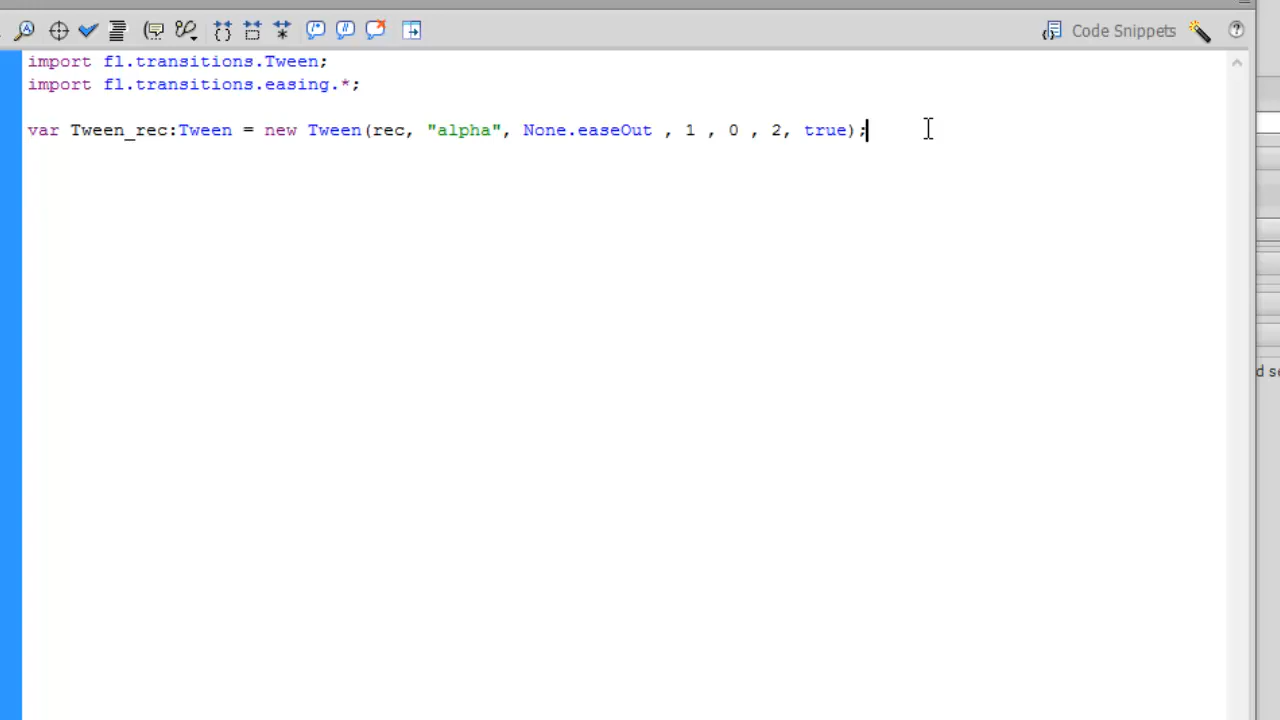 Code Snippets
import fl.transitions.Tween;
import fl.transitions.easing.*;
var Tween_rec:Tween = new Tween(rec, "alpha", None.easeOut , 1 , 0 , 2, true);
d se